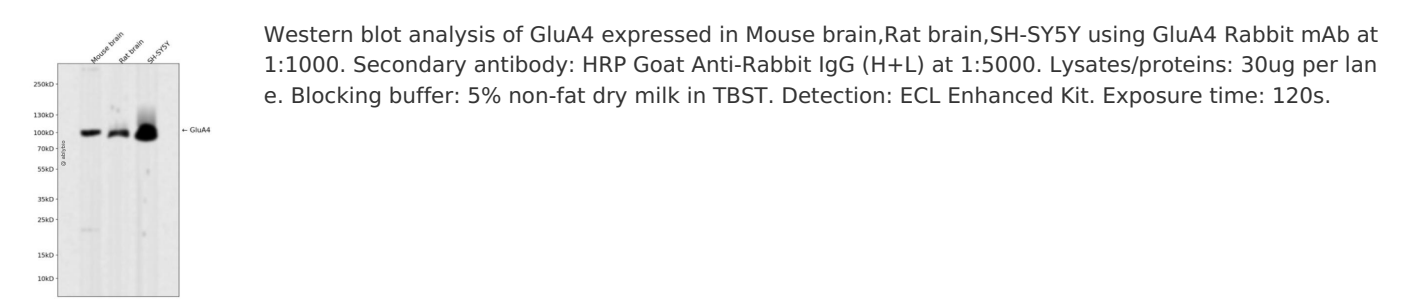 Mouse brain
Rat brain
SH-SY5Y
250kD
130kD
100kD
70kD
55kD
35kD
25kD
15kD
10kD
← GluA4
Western blot analysis of GluA4 expressed in Mouse brain,Rat brain,SH-SY5Y using GluA4 Rabbit mAb at
1:1000. Secondary antibody: HRP Goat Anti-Rabbit IgG (H+L) at 1:5000. Lysates/proteins: 30ug per lan
e. Blocking buffer: 5% non-fat dry milk in TBST. Detection: ECL Enhanced Kit. Exposure time: 120s.